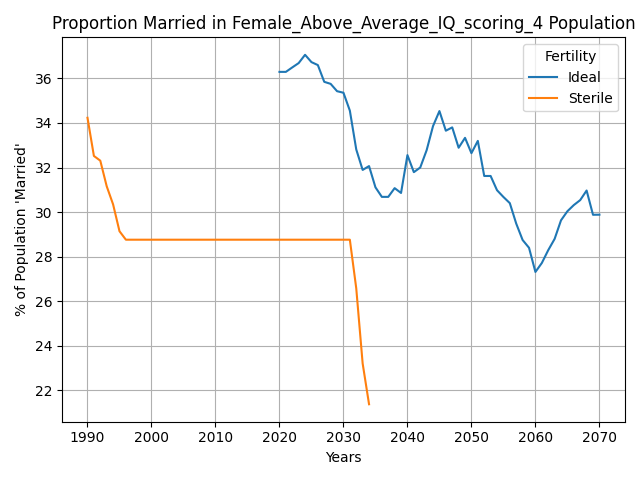 Proportion Married in Female_Above_Average_IQ_scoring_4 Population
% of Population 'Married'
36
34
32
30
28
26
24
22
Fertility
Ideal
Sterile
1990 2000 2010 2020 2030 2040 2050 2060 2070
Years